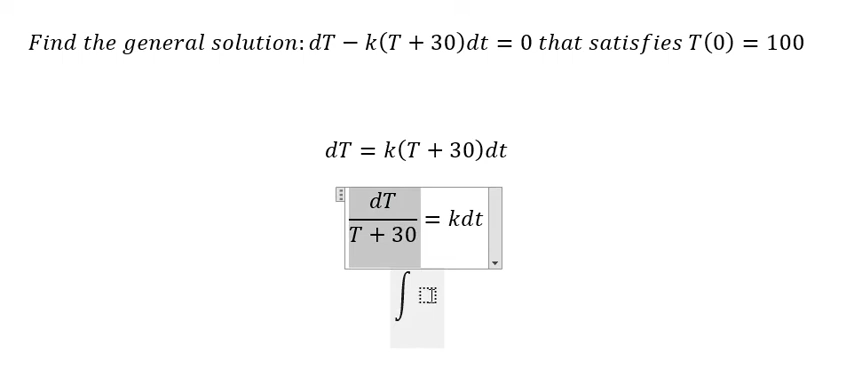 Find the general solution: dT − k(T + 30)dt = 0 that satisfies T(0) = 100
dT = k(T + 30)dt
dT/(T + 30) = kdt
∫